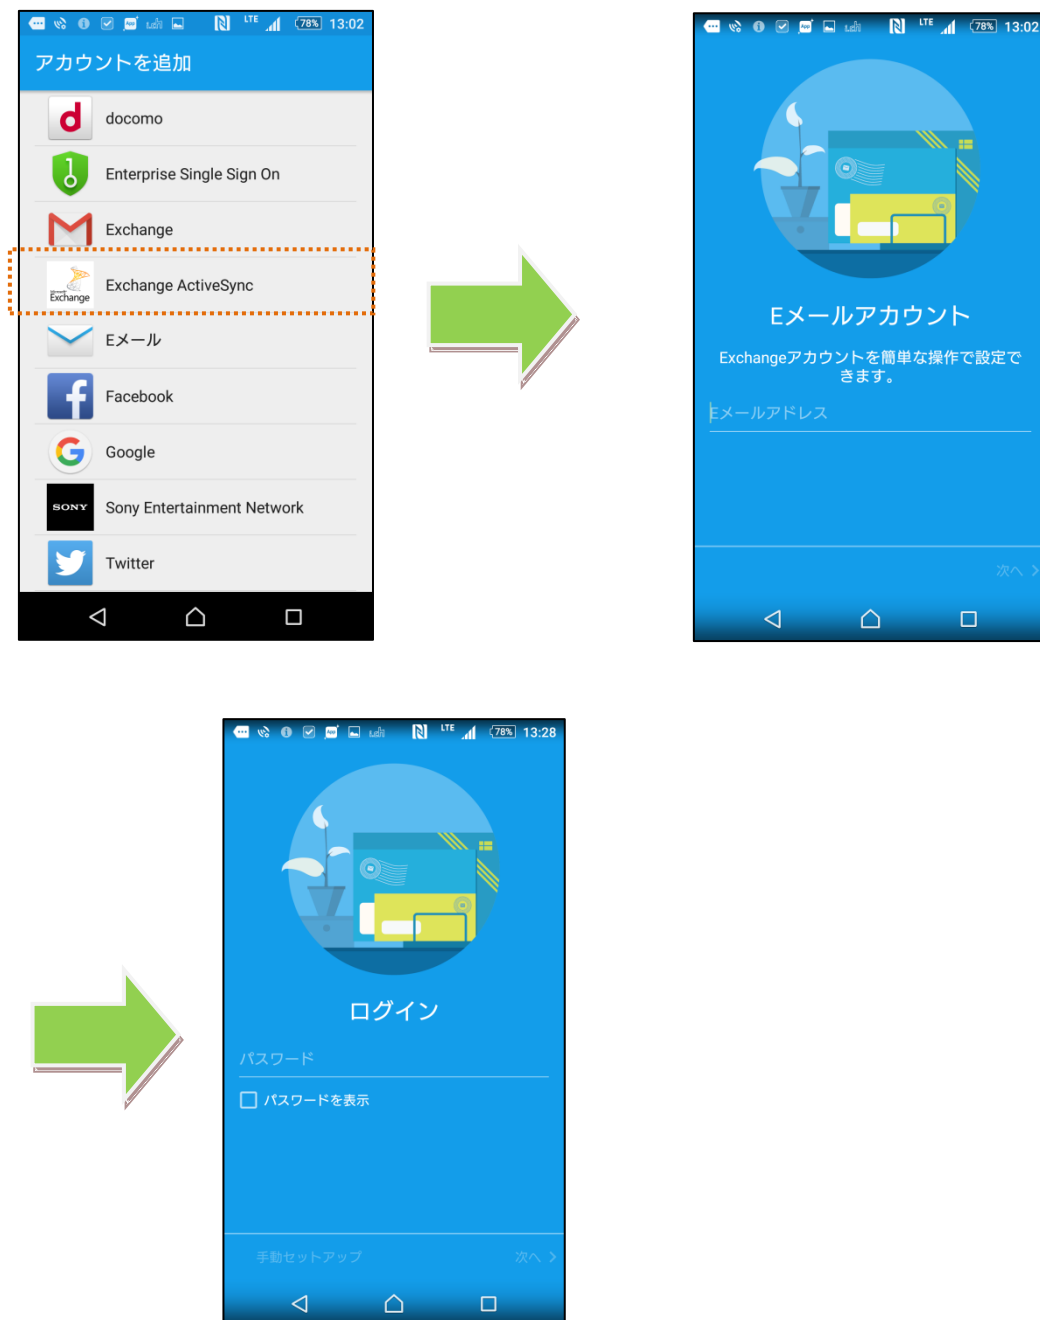 LTE 78% 13:02
アカウントを追加
docomo
Enterprise Single Sign On
Exchange
Exchange
Exchange ActiveSync
Eメール
Facebook
Google
SONY
Sony Entertainment Network
Twitter
LTE 78% 13:02
Eメールアカウント
Exchangeアカウントを簡単な操作で設定で
きます。
Eメールアドレス
次へ
LTE 78% 13:28
ログイン
パスワード
パスワードを表示
手動セットアップ 次へ